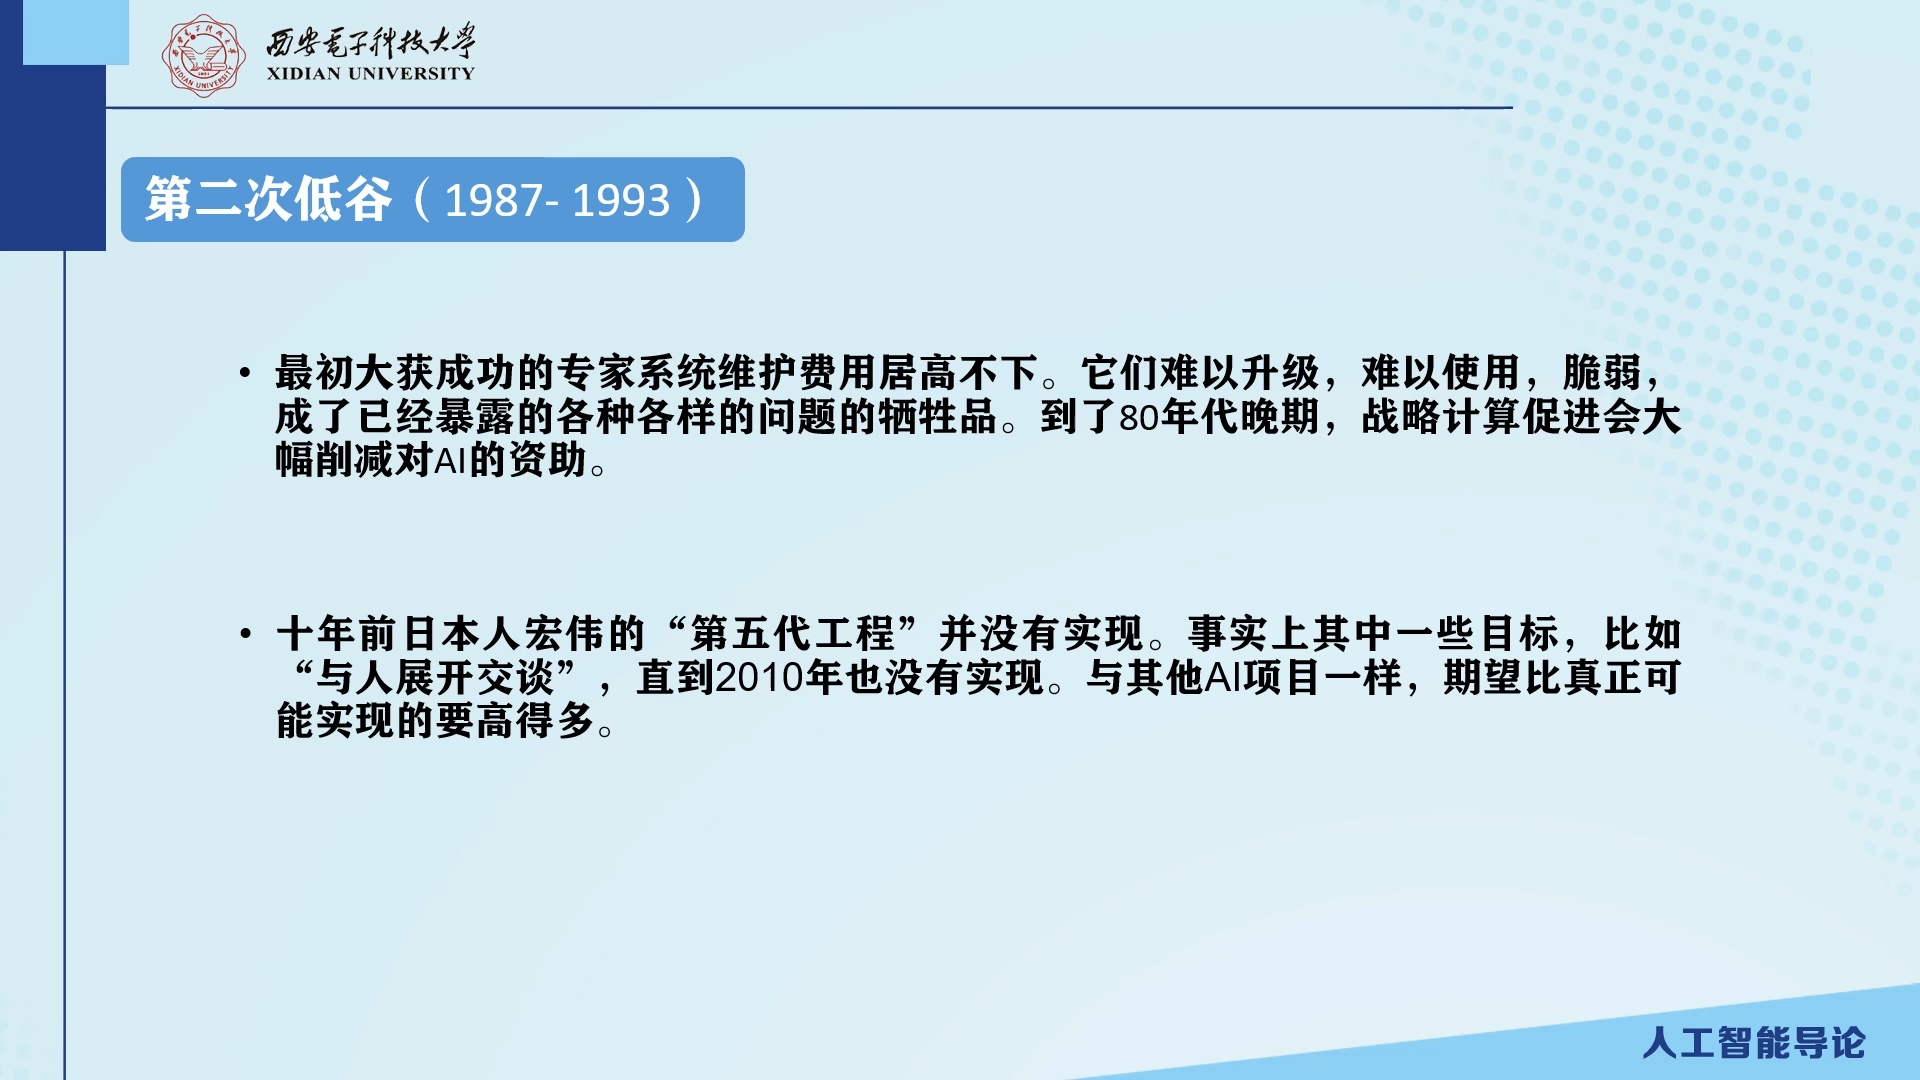 西安电子科技大学
XIDIAN UNIVERSITY
第二次低谷（1987- 1993）
• 最初大获成功的专家系统维护费用居高不下。它们难以升级，难以使用，脆弱，
成了已经暴露的各种各样的问题的牺牲品。到了80年代晚期，战略计算促进会大
幅削减对AI的资助。
• 十年前日本人宏伟的“第五代工程”并没有实现。事实上其中一些目标，比如
“与人展开交谈”，直到2010年也没有实现。与其他AI项目一样，期望比真正可
能实现的要高得多。
人工智能导论